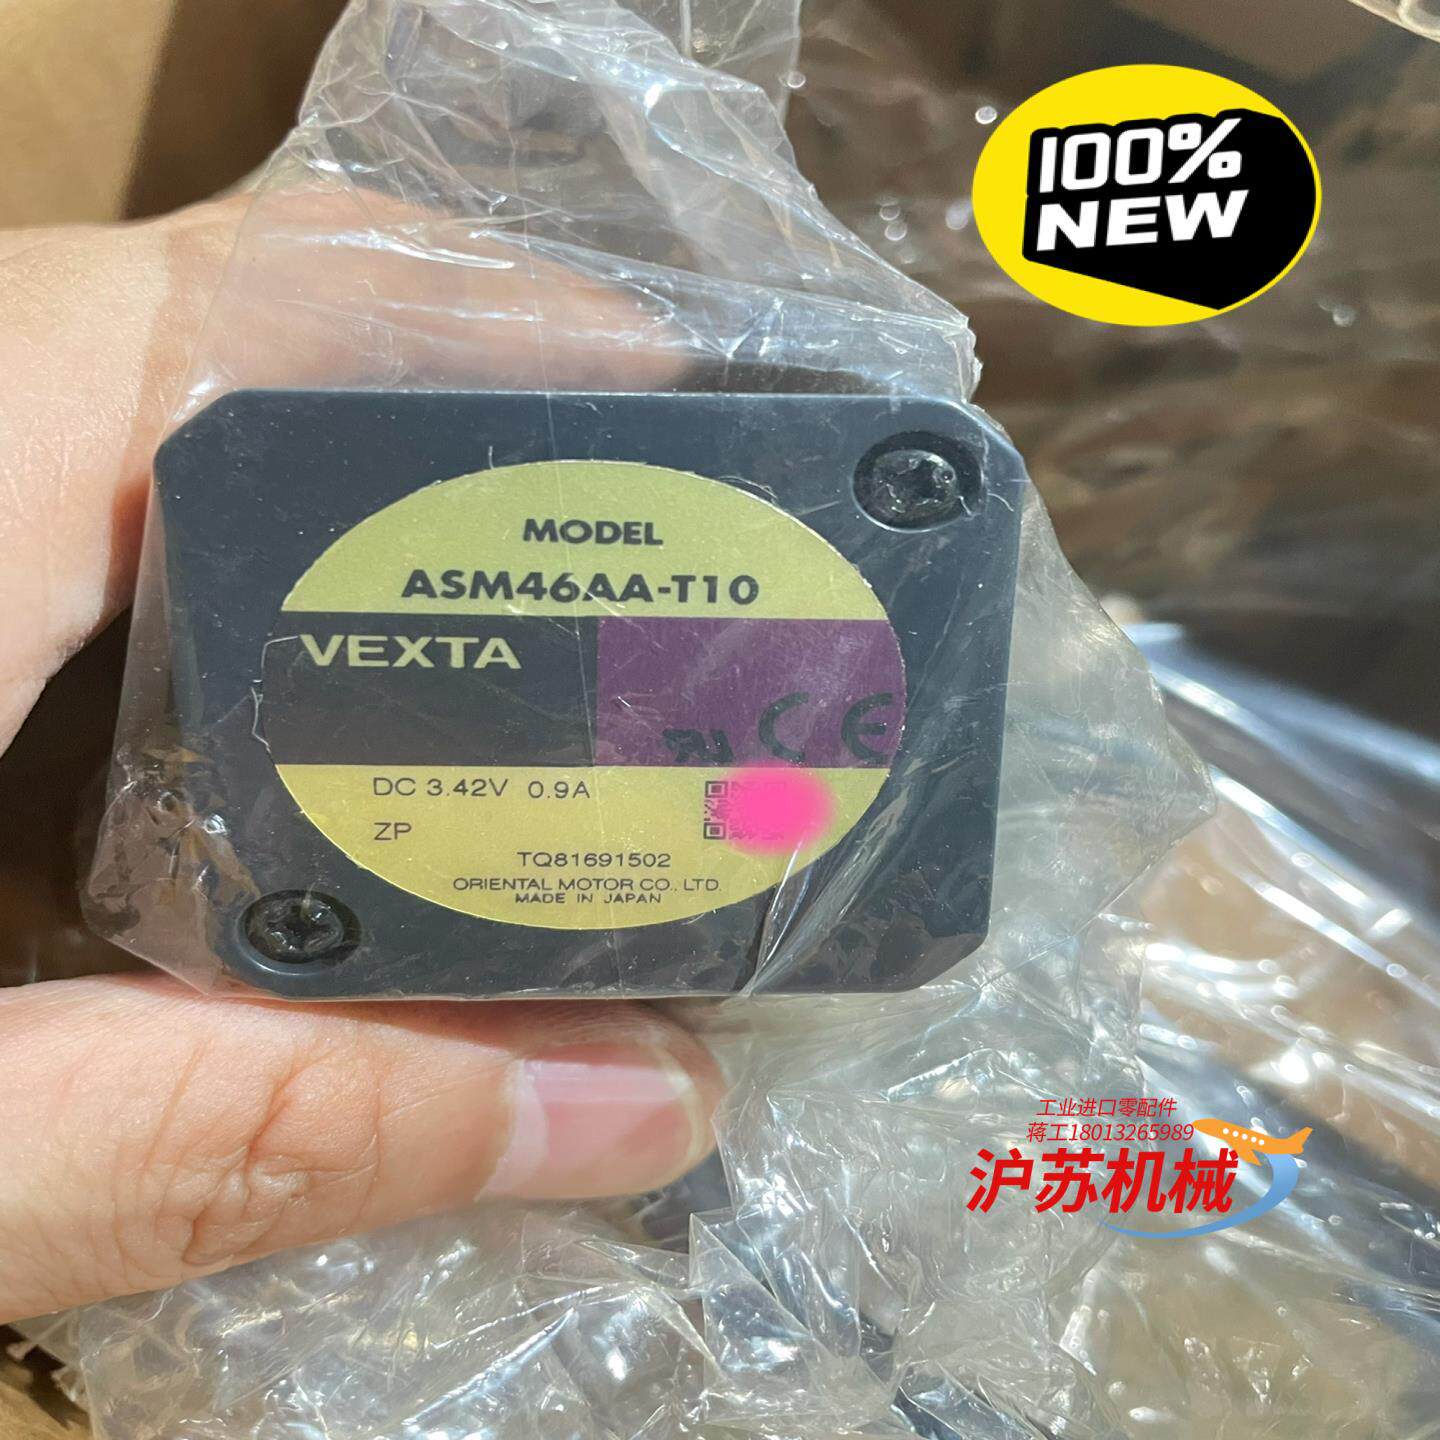 100%
NEW
MODEL
ASM46AA-T10
VEXTA
CE
DC 3.42V 0.9A
ZP
TQ81691502
ORIENTAL MOTOR CO., LTD.
MADE IN JAPAN
工业进口零配件
蒋工18013265989
沪苏机械